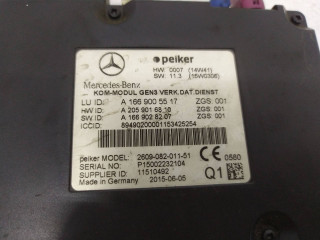 peiker
HW. 0007 (14W41)
SW. 11.3 (15W0306)
Mercedes-Benz
KOM-MODUL GEN3 VERK.DAT.DIENST
LU ID: A 166 900 55 17 ZGS: 001
HW ID: A 205 901 68 10 ZGS: 001
SW ID: A 166 902 82 07 ZGS: 001
ICCID: 89490200001153425264
peiker MODEL: 2609-082-011-51
SERIAL NO: P15002232104 CE 0560
SUPPLIER ID: 11510492
Made in Germany 2015-06-05 Q1